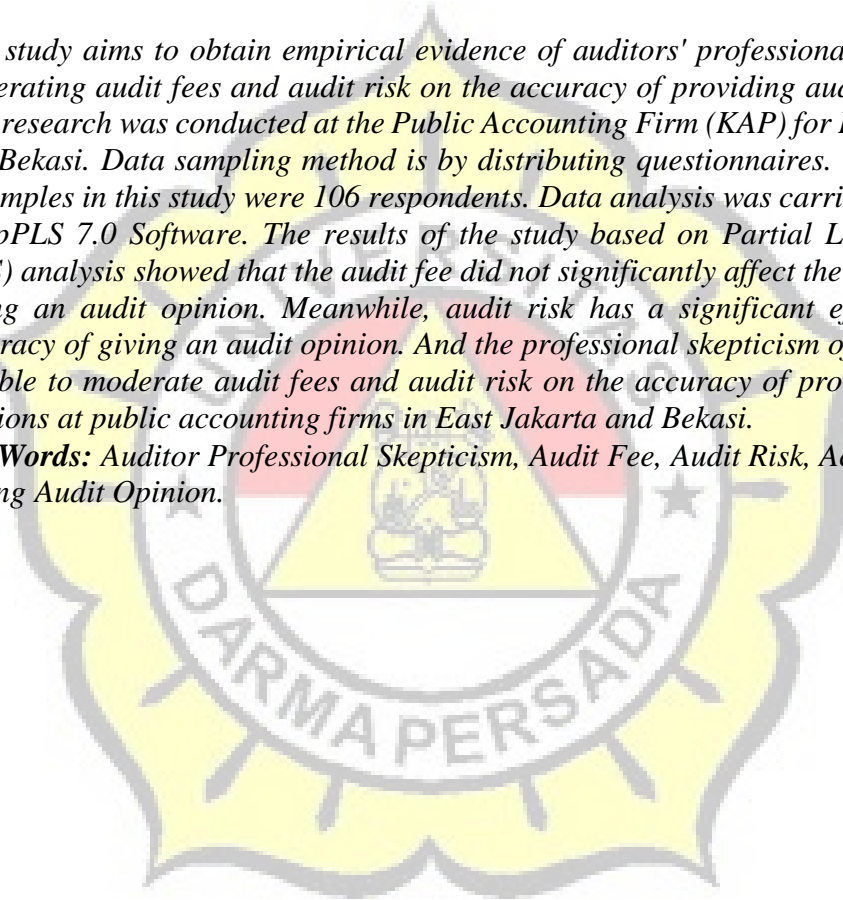 study aims to obtain empirical evidence of auditors' professional
erating audit fees and audit risk on the accuracy of providing au
research was conducted at the Public Accounting Firm (KAP) for
Bekasi. Data sampling method is by distributing questionnaires.
mples in this study were 106 respondents. Data analysis was carri
pPLS 7.0 Software. The results of the study based on Partial L
) analysis showed that the audit fee did not significantly affect the
ng an audit opinion. Meanwhile, audit risk has a significant e
racy of giving an audit opinion. And the professional skepticism o
ble to moderate audit fees and audit risk on the accuracy of pro
ions at public accounting firms in East Jakarta and Bekasi.
Words: Auditor Professional Skepticism, Audit Fee, Audit Risk, A
ng Audit Opinion.
UNIVERSITAS
DARMA PERSADA